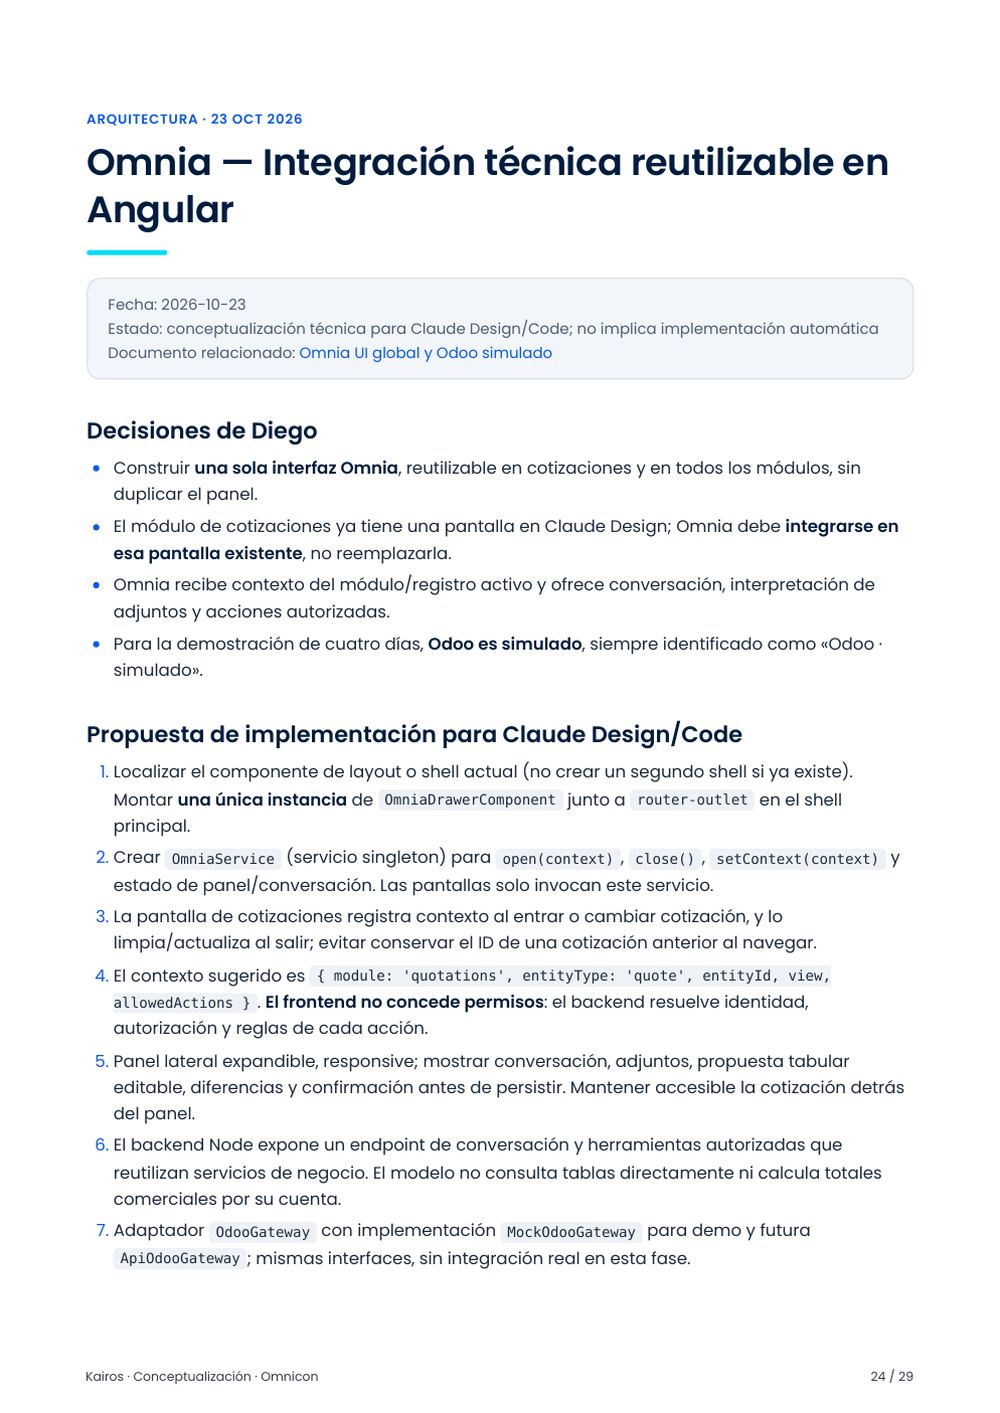 ARQUITECTURA · 23 OCT 2026
Omnia — Integración técnica reutilizable en
Angular
Fecha: 2026-10-23
Estado: conceptualización técnica para Claude Design/Code; no implica implementación automática
Documento relacionado: Omnia UI global y Odoo simulado
Decisiones de Diego
• Construir una sola interfaz Omnia, reutilizable en cotizaciones y en todos los módulos, sin
duplicar el panel.
• El módulo de cotizaciones ya tiene una pantalla en Claude Design; Omnia debe integrarse en
esa pantalla existente, no reemplazarla.
• Omnia recibe contexto del módulo/registro activo y ofrece conversación, interpretación de
adjuntos y acciones autorizadas.
• Para la demostración de cuatro días, Odoo es simulado, siempre identificado como «Odoo ·
simulado».
Propuesta de implementación para Claude Design/Code
1. Localizar el componente de layout o shell actual (no crear un segundo shell si ya existe).
Montar una única instancia de OmniaDrawerComponent junto a router-outlet en el shell
principal.
2. Crear OmniaService (servicio singleton) para open(context), close(), setContext(context) y
estado de panel/conversación. Las pantallas solo invocan este servicio.
3. La pantalla de cotizaciones registra contexto al entrar o cambiar cotización, y lo
limpia/actualiza al salir; evitar conservar el ID de una cotización anterior al navegar.
4. El contexto sugerido es { module: 'quotations', entityType: 'quote', entityId, view,
allowedActions }. El frontend no concede permisos: el backend resuelve identidad,
autorización y reglas de cada acción.
5. Panel lateral expandible, responsive; mostrar conversación, adjuntos, propuesta tabular
editable, diferencias y confirmación antes de persistir. Mantener accesible la cotización detrás
del panel.
6. El backend Node expone un endpoint de conversación y herramientas autorizadas que
reutilizan servicios de negocio. El modelo no consulta tablas directamente ni calcula totales
comerciales por su cuenta.
7. Adaptador OdooGateway con implementación MockOdooGateway para demo y futura
ApiOdooGateway; mismas interfaces, sin integración real en esta fase.
Kairos · Conceptualización · Omnicon
24 / 29